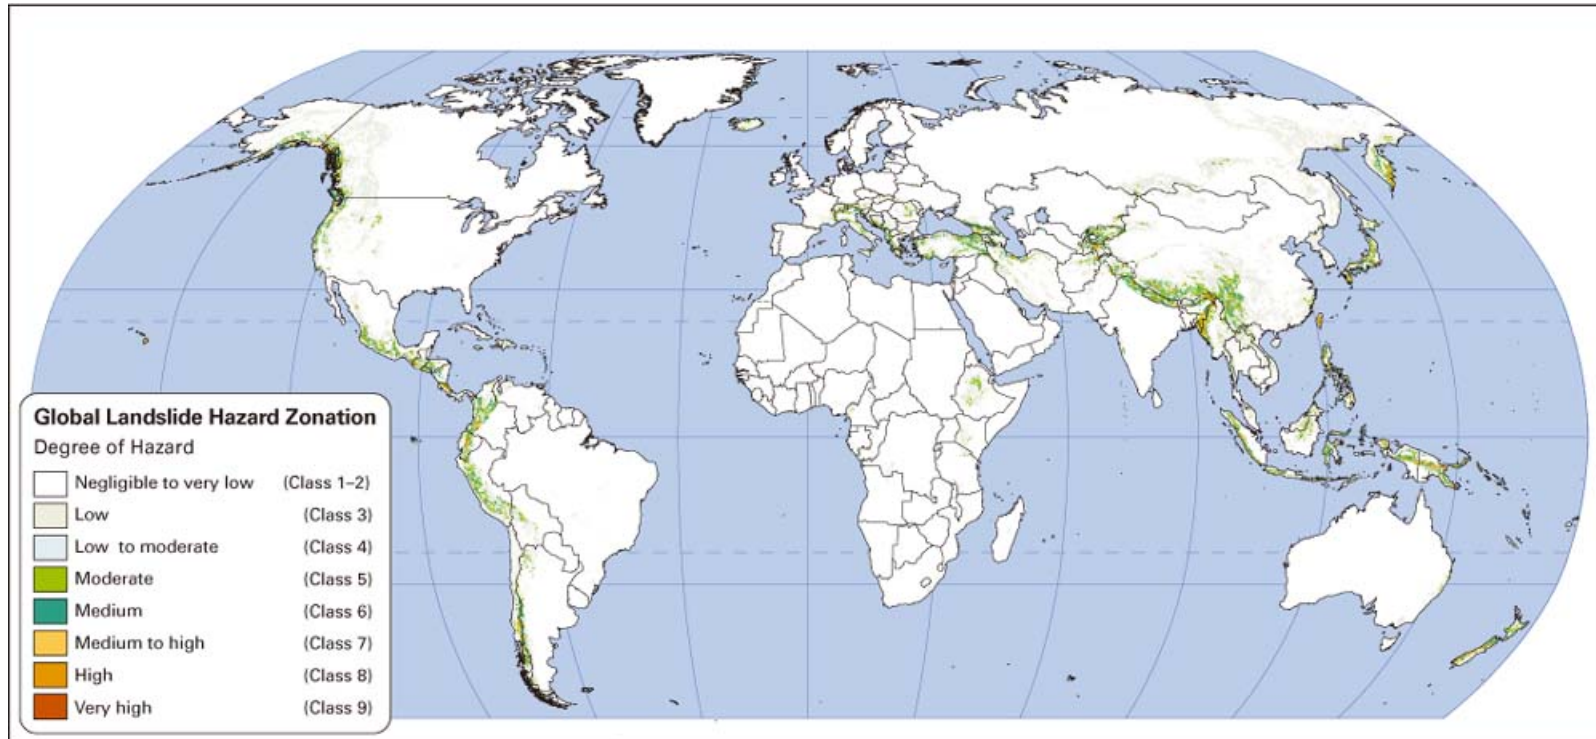 Global Landslide Hazard Zonation
Degree of Hazard
Negligible to very low (Class 1–2)
Low (Class 3)
Low to moderate (Class 4)
Moderate (Class 5)
Medium (Class 6)
Medium to high (Class 7)
High (Class 8)
Very high (Class 9)